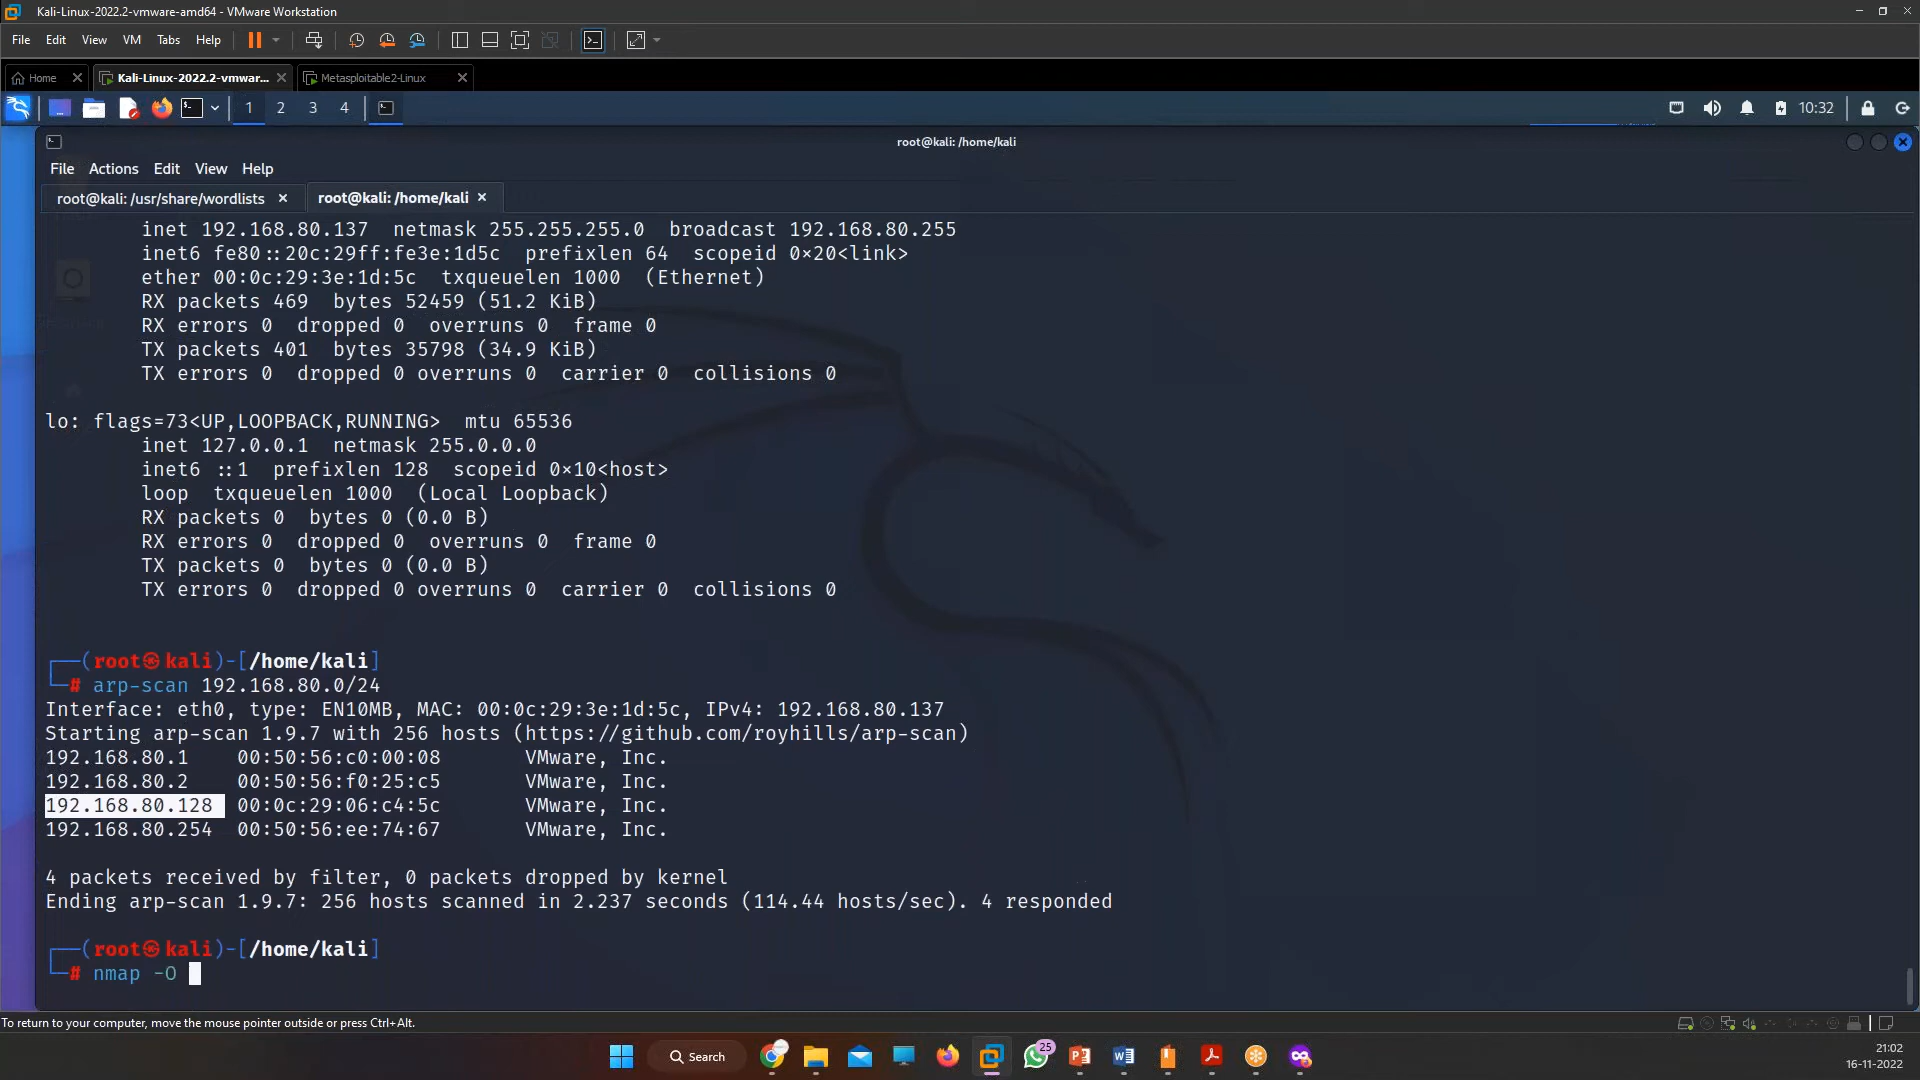 Kali-Linux-2022.2-vmware-amd64 - VMware Workstation
File Edit View VM Tabs Help
Home
Kali-Linux-2022.2-vmwar...
Metasploitable2-Linux
1 2 3 4
10:32
root@kali: /home/kali
File Actions Edit View Help
root@kali: /usr/share/wordlists
root@kali: /home/kali
inet 192.168.80.137 netmask 255.255.255.0 broadcast 192.168.80.255
inet6 fe80::20c:29ff:fe3e:1d5c prefixlen 64 scopeid 0×20<link>
ether 00:0c:29:3e:1d:5c txqueuelen 1000 (Ethernet)
RX packets 469 bytes 52459 (51.2 KiB)
RX errors 0 dropped 0 overruns 0 frame 0
TX packets 401 bytes 35798 (34.9 KiB)
TX errors 0 dropped 0 overruns 0 carrier 0 collisions 0
lo: flags=73<UP,LOOPBACK,RUNNING> mtu 65536
inet 127.0.0.1 netmask 255.0.0.0
inet6 ::1 prefixlen 128 scopeid 0×10<host>
loop txqueuelen 1000 (Local Loopback)
RX packets 0 bytes 0 (0.0 B)
RX errors 0 dropped 0 overruns 0 frame 0
TX packets 0 bytes 0 (0.0 B)
TX errors 0 dropped 0 overruns 0 carrier 0 collisions 0
┌──(root㉿kali)-[/home/kali]
└─# arp-scan 192.168.80.0/24
Interface: eth0, type: EN10MB, MAC: 00:0c:29:3e:1d:5c, IPv4: 192.168.80.137
Starting arp-scan 1.9.7 with 256 hosts (https://github.com/royhills/arp-scan)
192.168.80.1 00:50:56:c0:00:08 VMware, Inc.
192.168.80.2 00:50:56:f0:25:c5 VMware, Inc.
192.168.80.128 00:0c:29:06:c4:5c VMware, Inc.
192.168.80.254 00:50:56:ee:74:67 VMware, Inc.
4 packets received by filter, 0 packets dropped by kernel
Ending arp-scan 1.9.7: 256 hosts scanned in 2.237 seconds (114.44 hosts/sec). 4 responded
┌──(root㉿kali)-[/home/kali]
└─# nmap -O
To return to your computer, move the mouse pointer outside or press Ctrl+Alt.
Search
25
21:02
16-11-2022